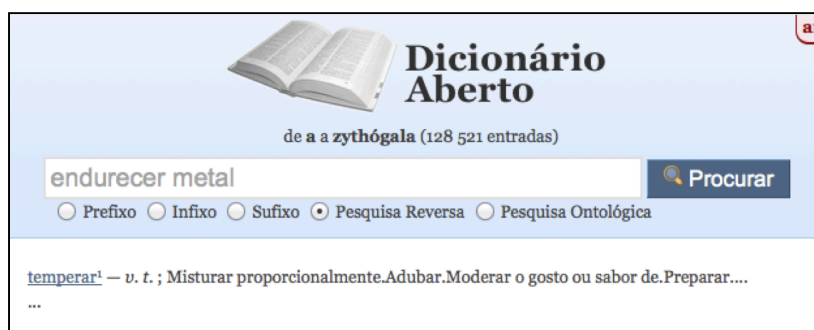 Dicionário
Aberto
de a a zythógala (128 521 entradas)
endurecer metal
Procurar
Prefixo Infixo Sufixo Pesquisa Reversa Pesquisa Ontológica
temperar¹ — v. t. ; Misturar proporcionalmente.Adubar.Moderar o gosto ou sabor de.Preparar....
...